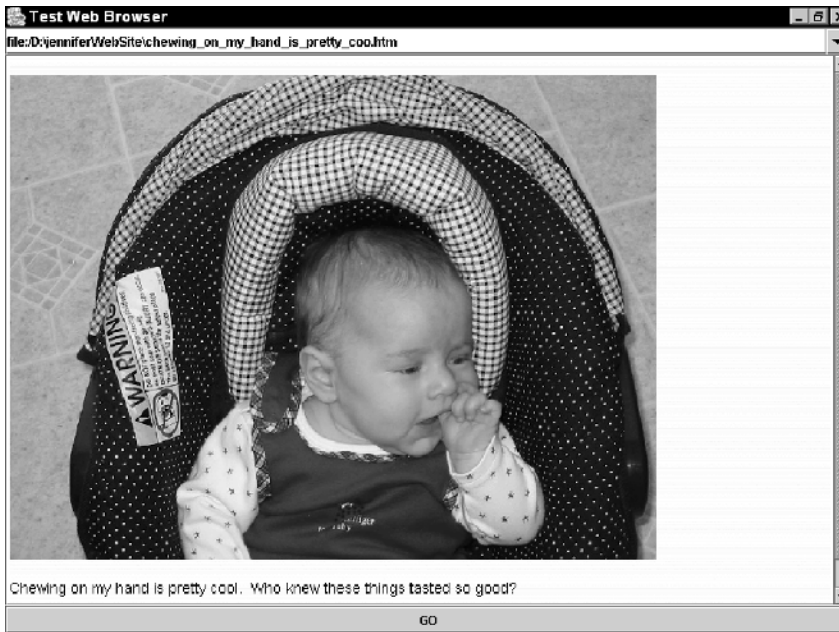 Test Web Browser
file:/D:\jenniferWebSite\chewing_on_my_hand_is_pretty_coo.htm
WARNING
Chewing on my hand is pretty cool. Who knew these things tasted so good?
GO